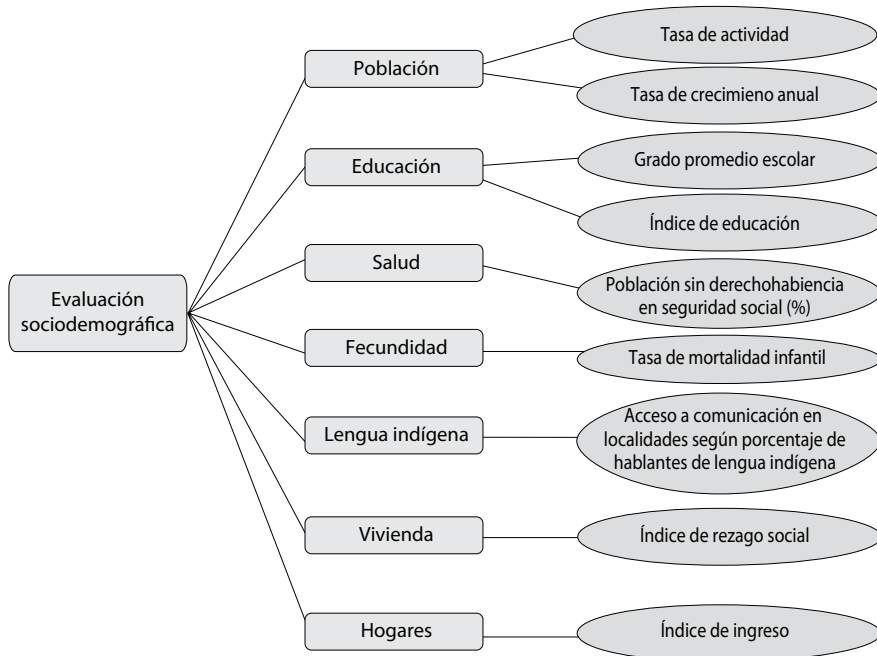 Evaluación
sociodemográfica
Población
Tasa de actividad
Tasa de crecimieno anual
Educación
Grado promedio escolar
Índice de educación
Salud
Población sin derechohabiencia
en seguridad social (%)
Fecundidad
Tasa de mortalidad infantil
Lengua indígena
Acceso a comunicación en
localidades según porcentaje de
hablantes de lengua indígena
Vivienda
Índice de rezago social
Hogares
Índice de ingreso